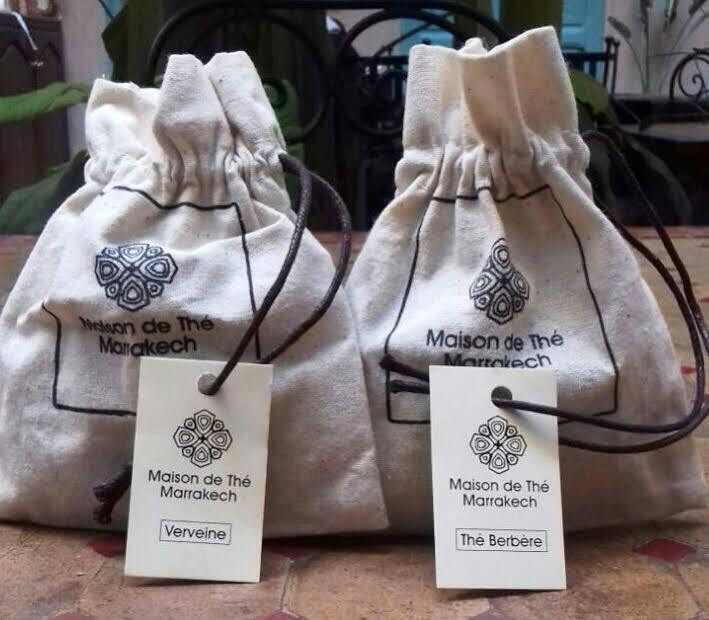 Maison de Thé
Marrakech
Maison de Thé
Marrakech
Maison de Thé
Marrakech
Verveine
Maison de Thé
Marrakech
Thé Berbère